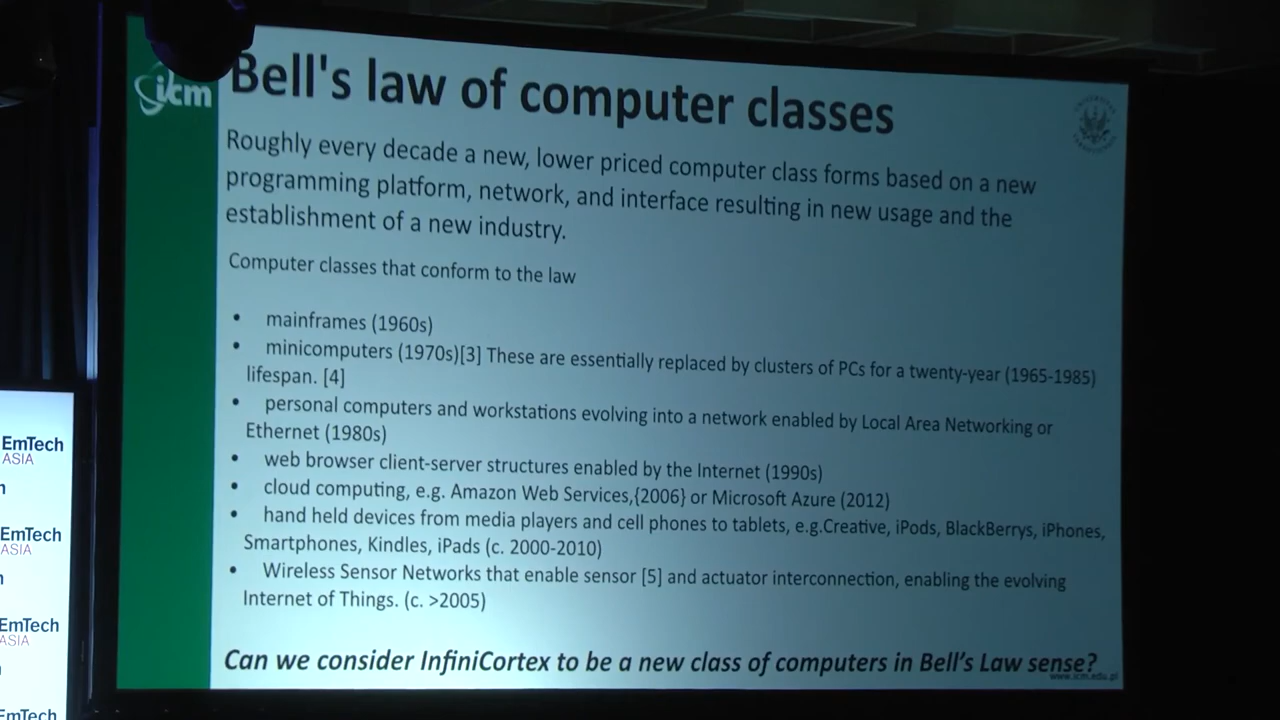 icm
Bell's law of computer classes
Roughly every decade a new, lower priced computer class forms based on a new
programming platform, network, and interface resulting in new usage and the
establishment of a new industry.
Computer classes that conform to the law
• mainframes (1960s)
• minicomputers (1970s)[3] These are essentially replaced by clusters of PCs for a twenty-year (1965-1985)
lifespan. [4]
• personal computers and workstations evolving into a network enabled by Local Area Networking or
Ethernet (1980s)
• web browser client-server structures enabled by the Internet (1990s)
• cloud computing, e.g. Amazon Web Services,{2006} or Microsoft Azure (2012)
• hand held devices from media players and cell phones to tablets, e.g.Creative, iPods, BlackBerrys, iPhones,
Smartphones, Kindles, iPads (c. 2000-2010)
• Wireless Sensor Networks that enable sensor [5] and actuator interconnection, enabling the evolving
Internet of Things. (c. >2005)
Can we consider InfiniCortex to be a new class of computers in Bell's Law sense?
www.icm.edu.pl
EmTech
ASIA
EmTech
ASIA
EmTech
ASIA
EmTech